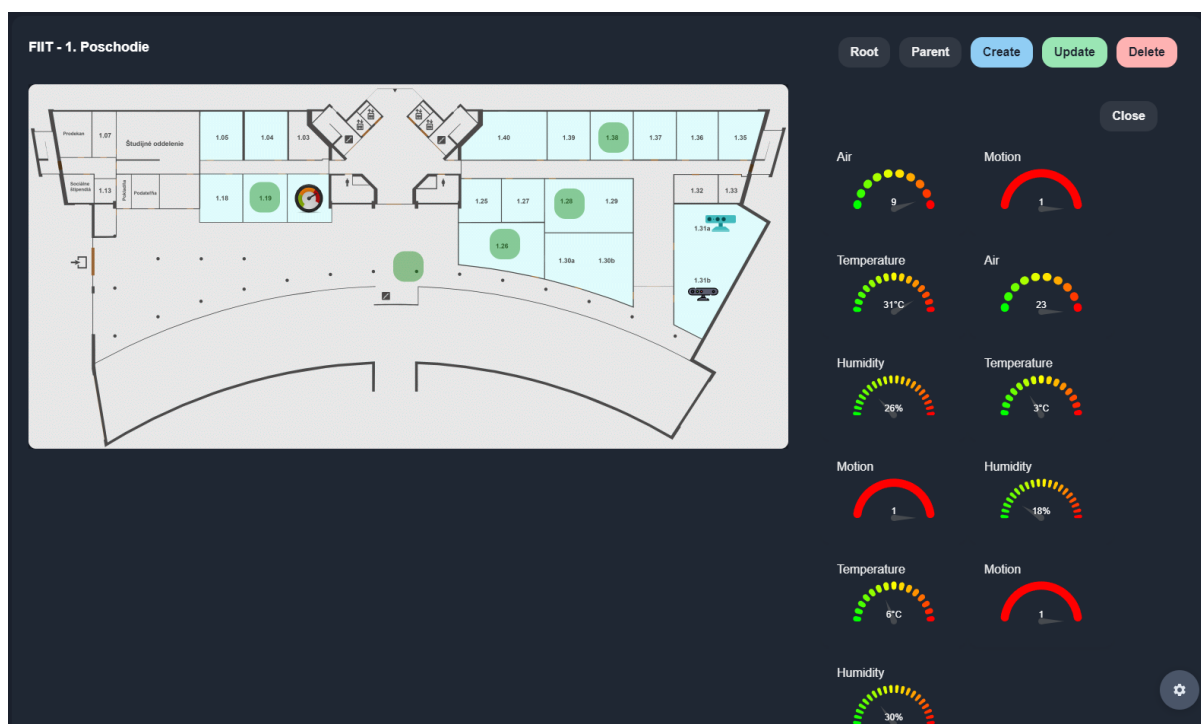 FIIT - 1. Poschodie
Root Parent Create Update Delete
Close
Prodekan
1.07
Študijné oddelenie
1.05
1.04
1.03
1.40
1.39
1.38
1.37
1.36
1.35
Sociálne
štipendiá
1.13
Pokladňa
Podateľňa
1.18
1.19
1.25
1.27
1.28
1.29
1.32
1.33
1.31a
1.26
1.30a
1.30b
1.31b
Air Motion
9 1
Temperature Air
31°C 23
Humidity Temperature
26% 3°C
Motion Humidity
1 18%
Temperature Motion
6°C 1
Humidity
30%